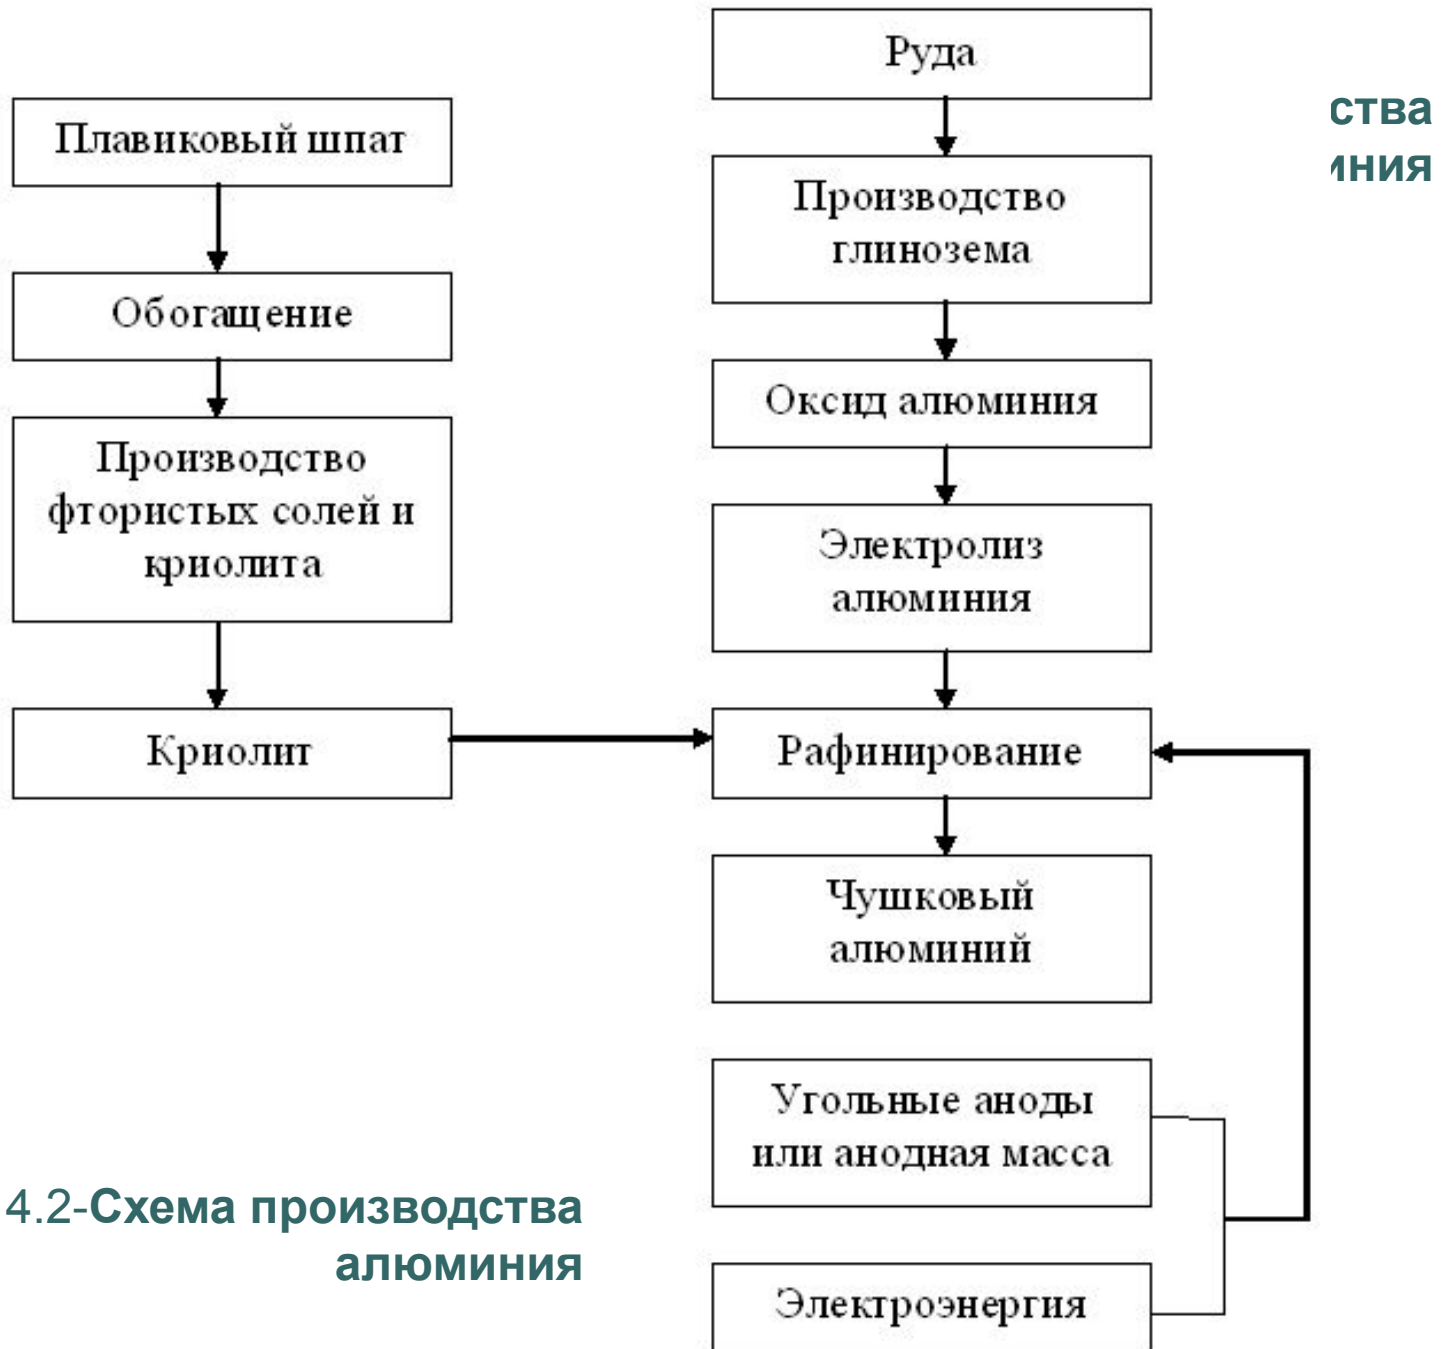 Руда
ства
иния
Плавиковый шпат
Производство
глинозема
Обогащение
Оксид алюминия
Производство
фтористых солей и
криолита
Электролиз
алюминия
Криолит
Рафинирование
Чушковый
алюминий
Угольные аноды
или анодная масса
4.2-Схема производства
алюминия
Электроэнергия